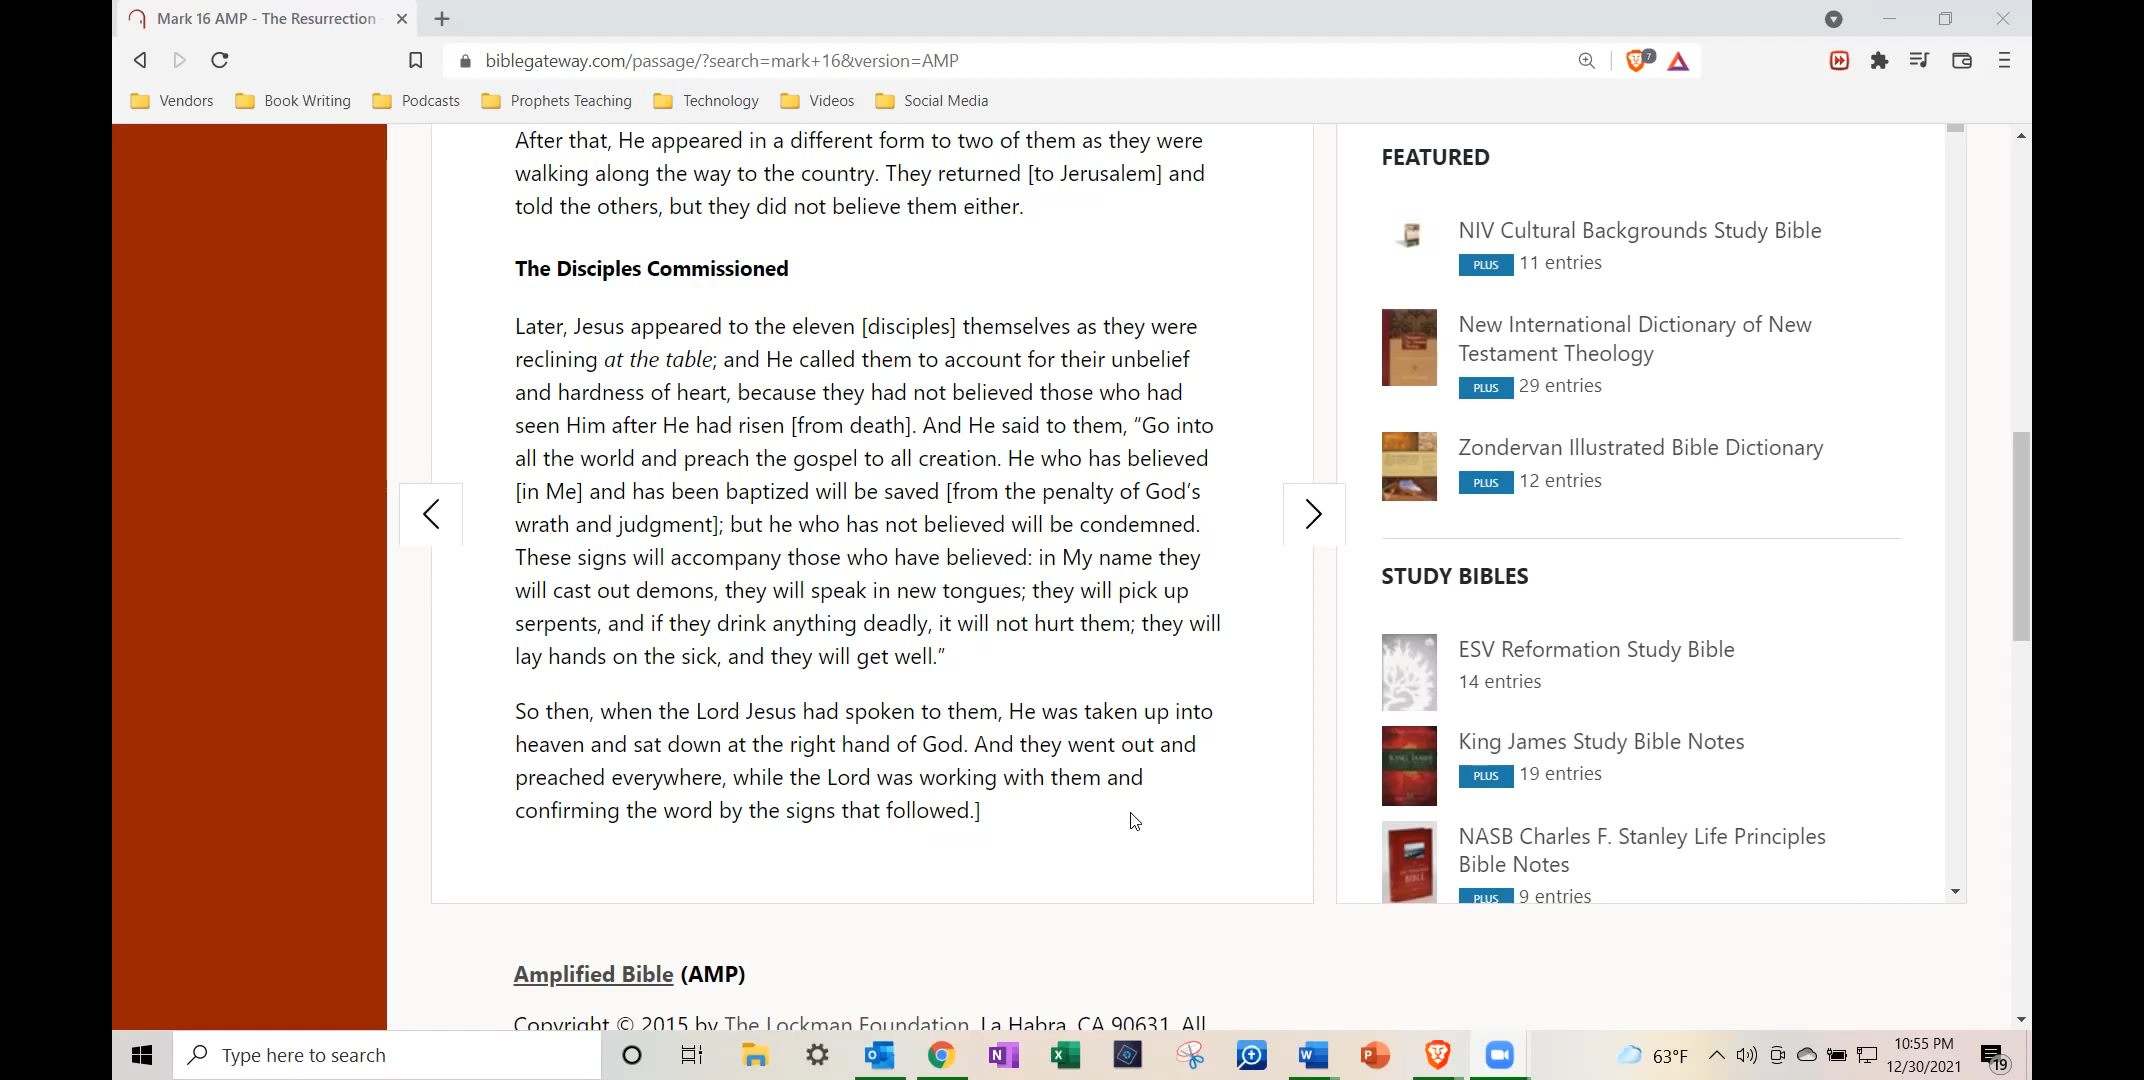 Mark 16 AMP - The Resurrection
biblegateway.com/passage/?search=mark+16&version=AMP
7
Vendors
Book Writing
Podcasts
Prophets Teaching
Technology
Videos
Social Media
After that, He appeared in a different form to two of them as they were
walking along the way to the country. They returned [to Jerusalem] and
told the others, but they did not believe them either.
The Disciples Commissioned
Later, Jesus appeared to the eleven [disciples] themselves as they were
reclining at the table; and He called them to account for their unbelief
and hardness of heart, because they had not believed those who had
seen Him after He had risen [from death]. And He said to them, “Go into
all the world and preach the gospel to all creation. He who has believed
[in Me] and has been baptized will be saved [from the penalty of God’s
wrath and judgment]; but he who has not believed will be condemned.
These signs will accompany those who have believed: in My name they
will cast out demons, they will speak in new tongues; they will pick up
serpents, and if they drink anything deadly, it will not hurt them; they will
lay hands on the sick, and they will get well.”
So then, when the Lord Jesus had spoken to them, He was taken up into
heaven and sat down at the right hand of God. And they went out and
preached everywhere, while the Lord was working with them and
confirming the word by the signs that followed.]
Amplified Bible (AMP)
Copyright © 2015 by The Lockman Foundation, La Habra, CA 90631. All
FEATURED
NIV Cultural Backgrounds Study Bible
PLUS 11 entries
New International Dictionary of New
Testament Theology
PLUS 29 entries
Zondervan Illustrated Bible Dictionary
PLUS 12 entries
STUDY BIBLES
ESV Reformation Study Bible
14 entries
King James Study Bible Notes
PLUS 19 entries
NASB Charles F. Stanley Life Principles
Bible Notes
PLUS 9 entries
Type here to search
63°F
10:55 PM
12/30/2021
19